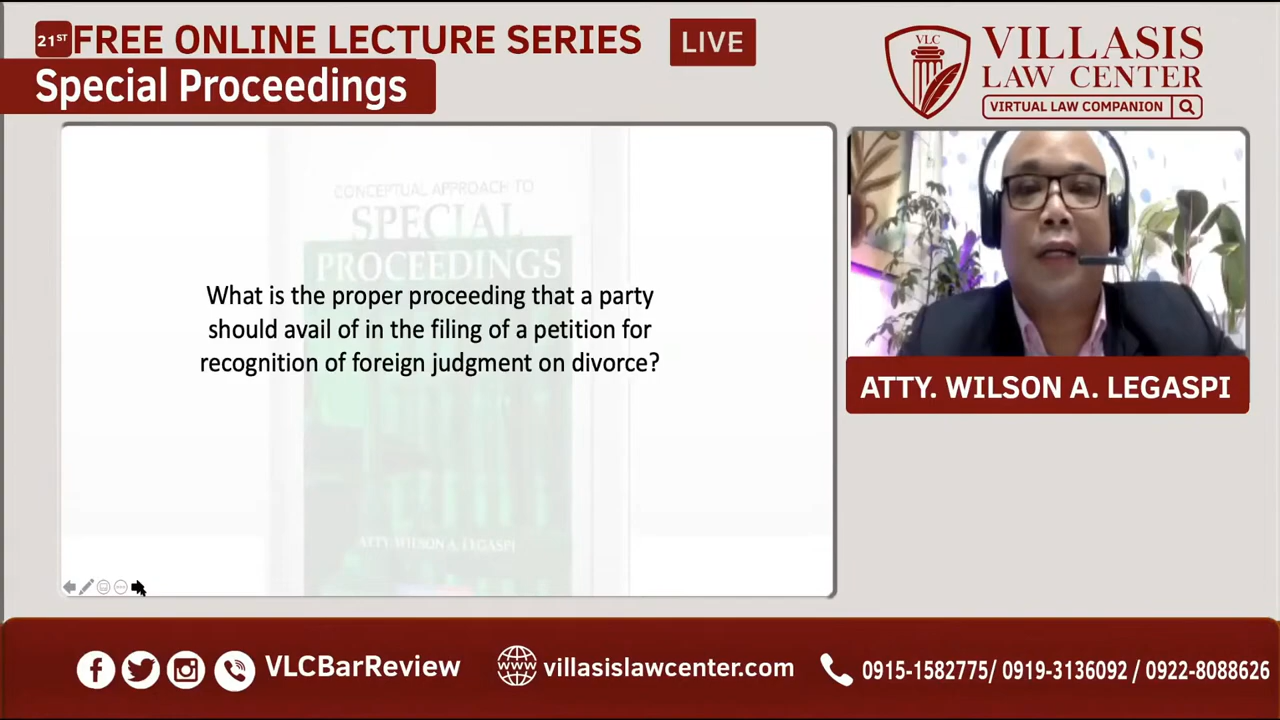 21ST FREE ONLINE LECTURE SERIES
LIVE
Special Proceedings
VLC
VILLASIS
LAW CENTER
VIRTUAL LAW COMPANION
CONCEPTUAL APPROACH TO
SPECIAL
PROCEEDINGS
What is the proper proceeding that a party
should avail of in the filing of a petition for
recognition of foreign judgment on divorce?
ATTY. WILSON A. LEGASPI
ATTY. WILSON A. LEGASPI
VLCBarReview
www
villasislawcenter.com
0915-1582775/ 0919-3136092 / 0922-8088626